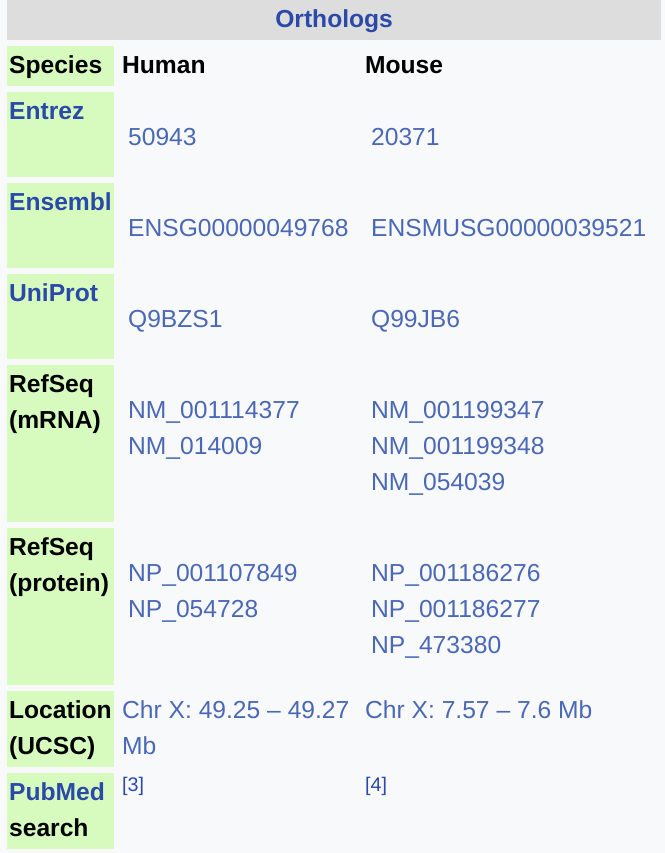 Orthologs
Species Human Mouse
Entrez
50943 20371
Ensembl
ENSG00000049768 ENSMUSG00000039521
UniProt
Q9BZS1 Q99JB6
RefSeq
(mRNA)
NM_001114377 NM_001199347
NM_014009 NM_001199348
NM_054039
RefSeq
(protein)
NP_001107849 NP_001186276
NP_054728 NP_001186277
NP_473380
Location Chr X: 49.25 – 49.27 Chr X: 7.57 – 7.6 Mb
(UCSC) Mb
PubMed [3] [4]
search